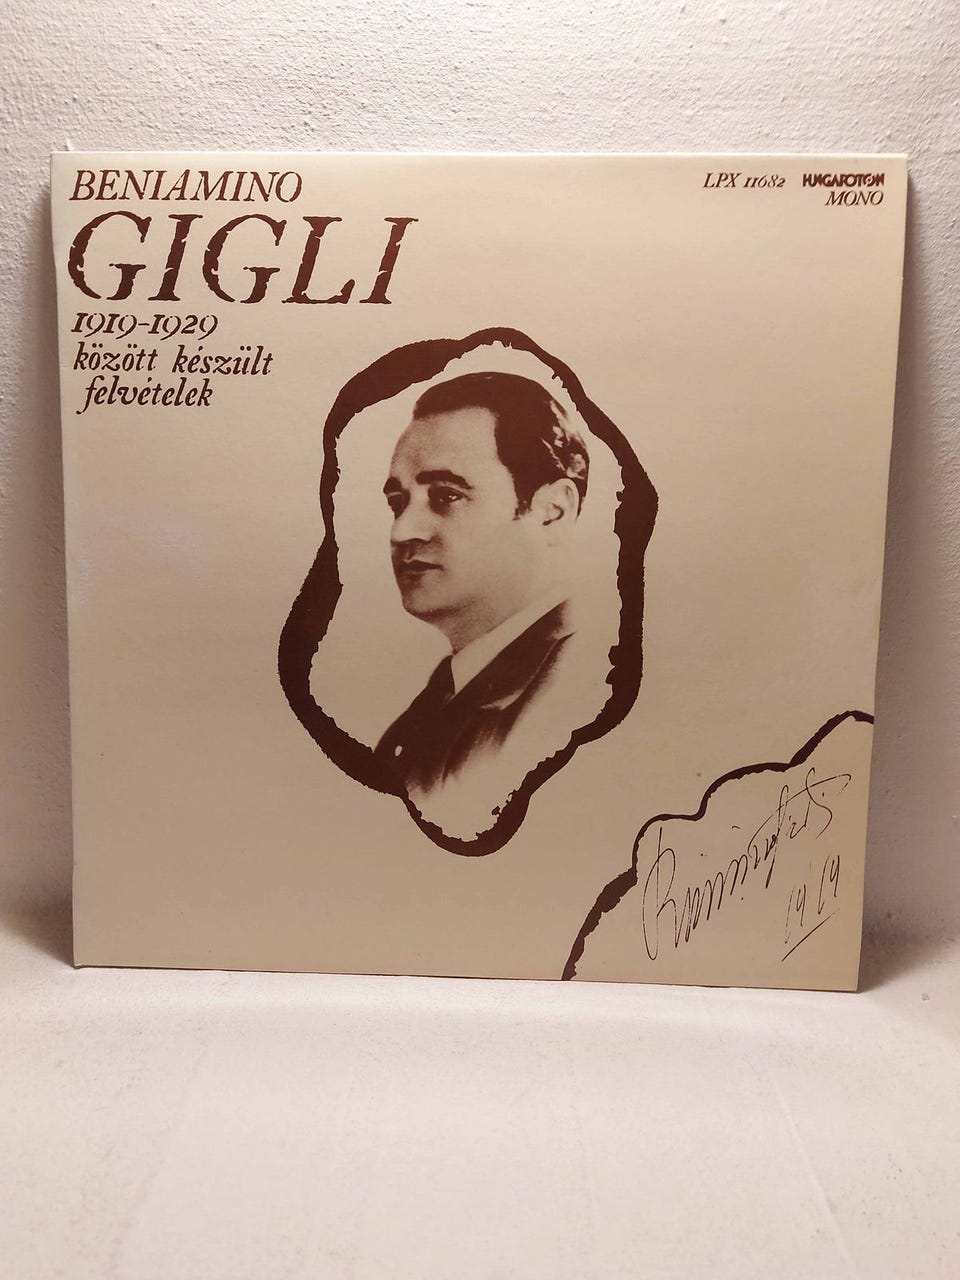 BENIAMINO
GIGLI
1919-1929
között készült
felvételek
LPX 11682 HUNGAROTON
MONO
1919